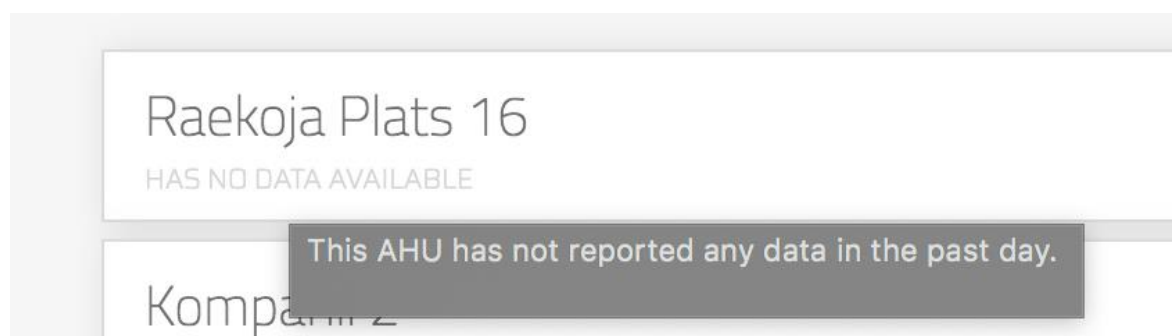 Raekoja Plats 16
HAS NO DATA AVAILABLE
This AHU has not reported any data in the past day.